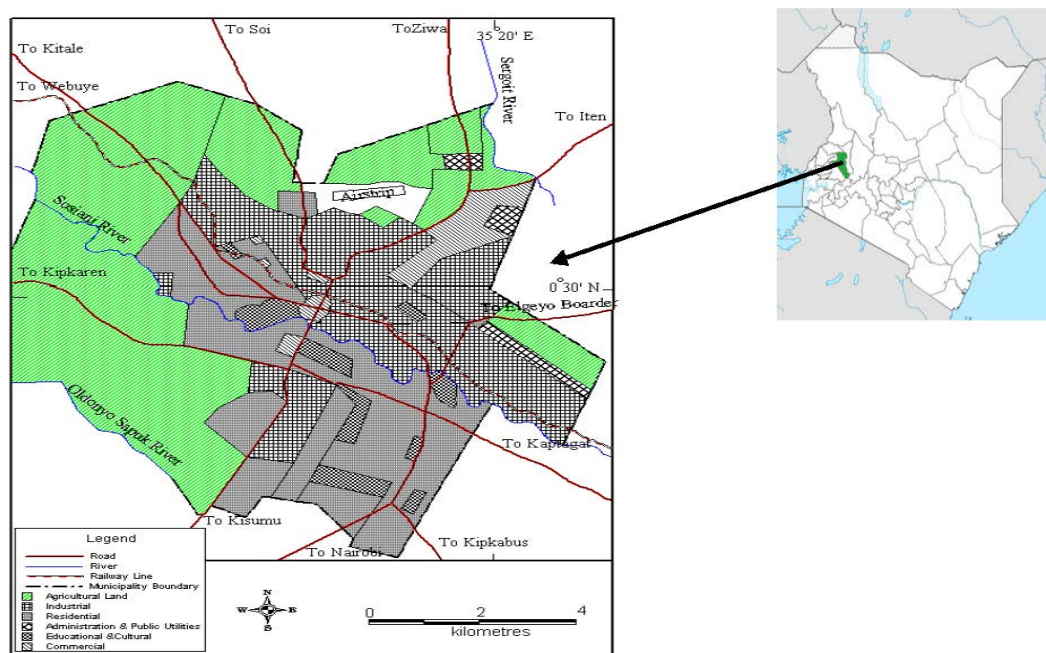 To Soi
ToZiwa
35° 20' E
To Kitale
To Webuye
Sergoit River
To Iten
Airstrip
Sosiani River
To Kipkaren
0° 30' N
To Elgeyo Boarder
Oldonyo Sapuk River
To Kaptagat
To Kisumu
To Nairobi
To Kipkabus
Legend
Road
River
Railway Line
Municipality Boundary
Agricultural Land
Industrial
Residential
Administration & Public Utilities
Educational &Cultural
Commercial
N
W
E
S
0 2 4
kilometres